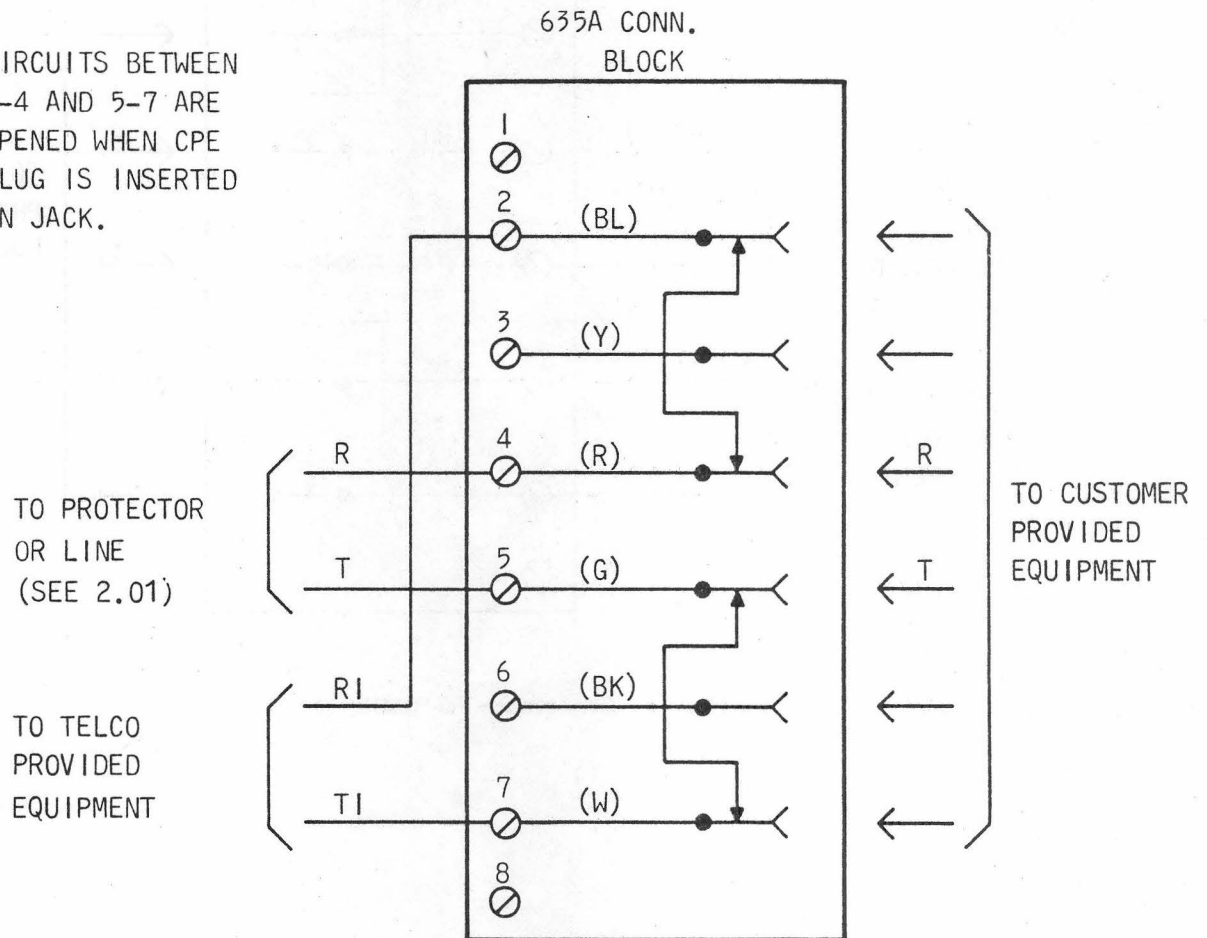 635A CONN.
BLOCK
IRCUITS BETWEEN
-4 AND 5-7 ARE
PENED WHEN CPE
LUG IS INSERTED
N JACK.
1
2 (BL)
3 (Y)
R 4 (R) R
T 5 (G) T
TO PROTECTOR
OR LINE
(SEE 2.01)
TO CUSTOMER
PROVIDED
EQUIPMENT
R1 6 (BK)
T1 7 (W)
TO TELCO
PROVIDED
EQUIPMENT
8